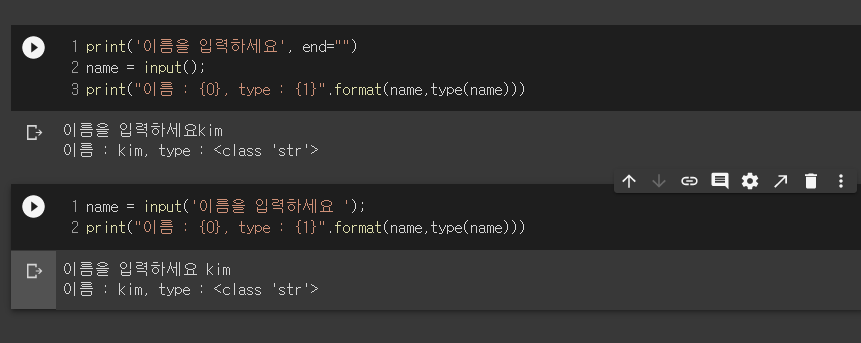 1 print('이름을 입력하세요', end="")
2 name = input();
3 print("이름 : {0}, type : {1}".format(name,type(name)))
이름을 입력하세요kim
이름 : kim, type : <class 'str'>
1 name = input('이름을 입력하세요 ');
2 print("이름 : {0}, type : {1}".format(name,type(name)))
이름을 입력하세요 kim
이름 : kim, type : <class 'str'>